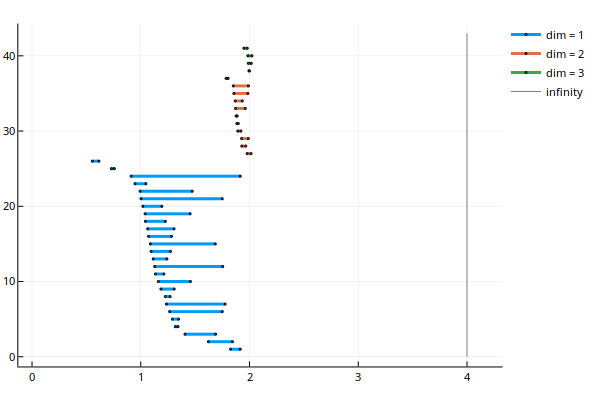 40
30
20
10
0
0 1 2 3 4
dim = 1
dim = 2
dim = 3
infinity